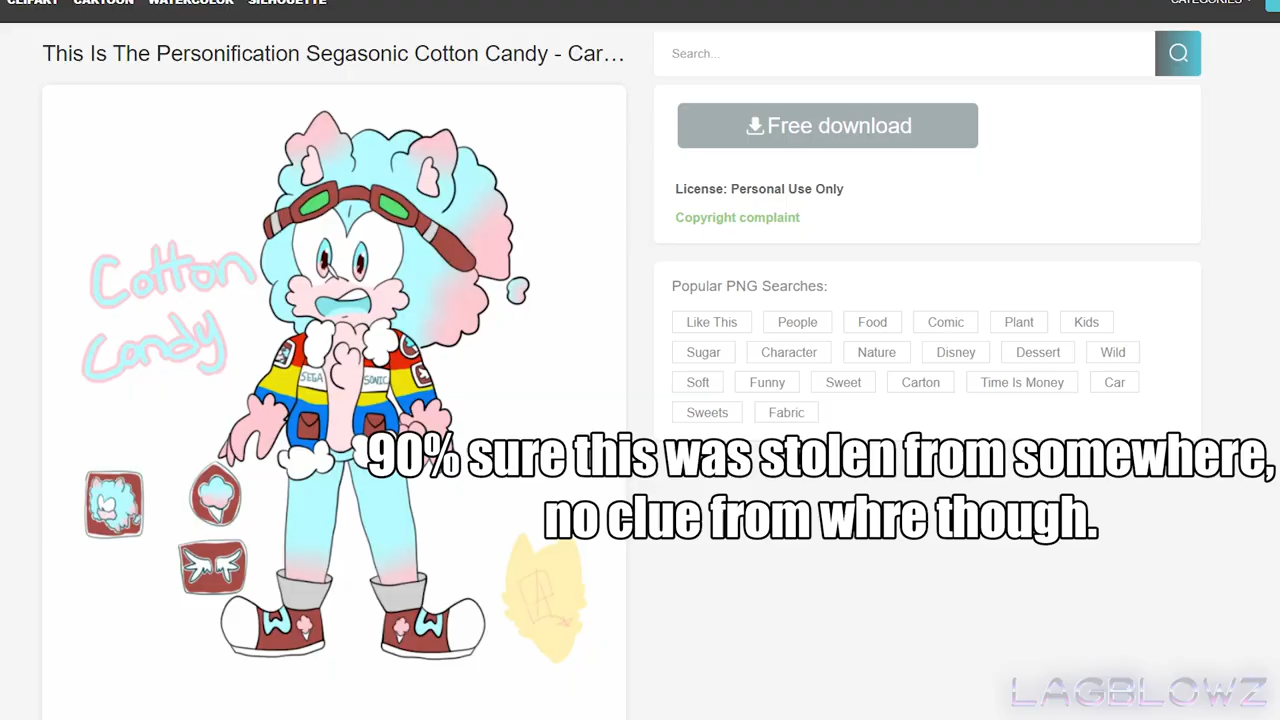 CLIPART CARTOON WATERCOLOR SILHOUETTE
CATEGORIES
This Is The Personification Segasonic Cotton Candy - Car...
Search...
Free download
License: Personal Use Only
Copyright complaint
Popular PNG Searches:
Like This People Food Comic Plant Kids
Sugar Character Nature Disney Dessert Wild
Soft Funny Sweet Carton Time Is Money Car
Sweets Fabric
Cotton
Candy
SEGA SONIC
90% sure this was stolen from somewhere,
no clue from whre though.
LAGBLOWZ